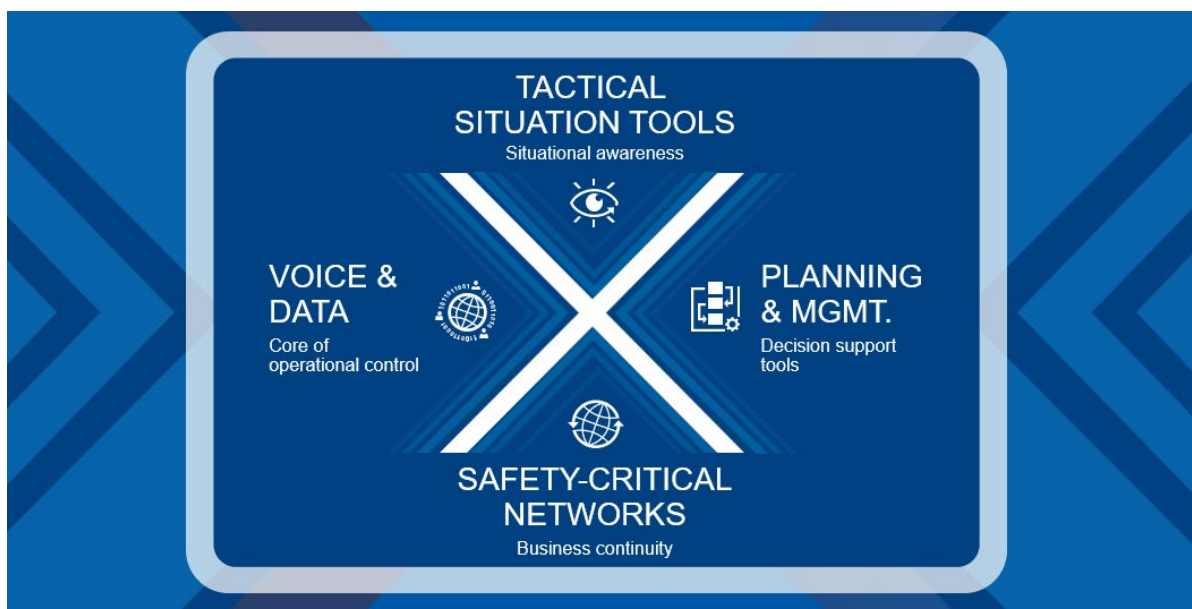 TACTICAL
SITUATION TOOLS
Situational awareness
VOICE &
DATA
Core of
operational control
PLANNING
& MGMT.
Decision support
tools
SAFETY-CRITICAL
NETWORKS
Business continuity